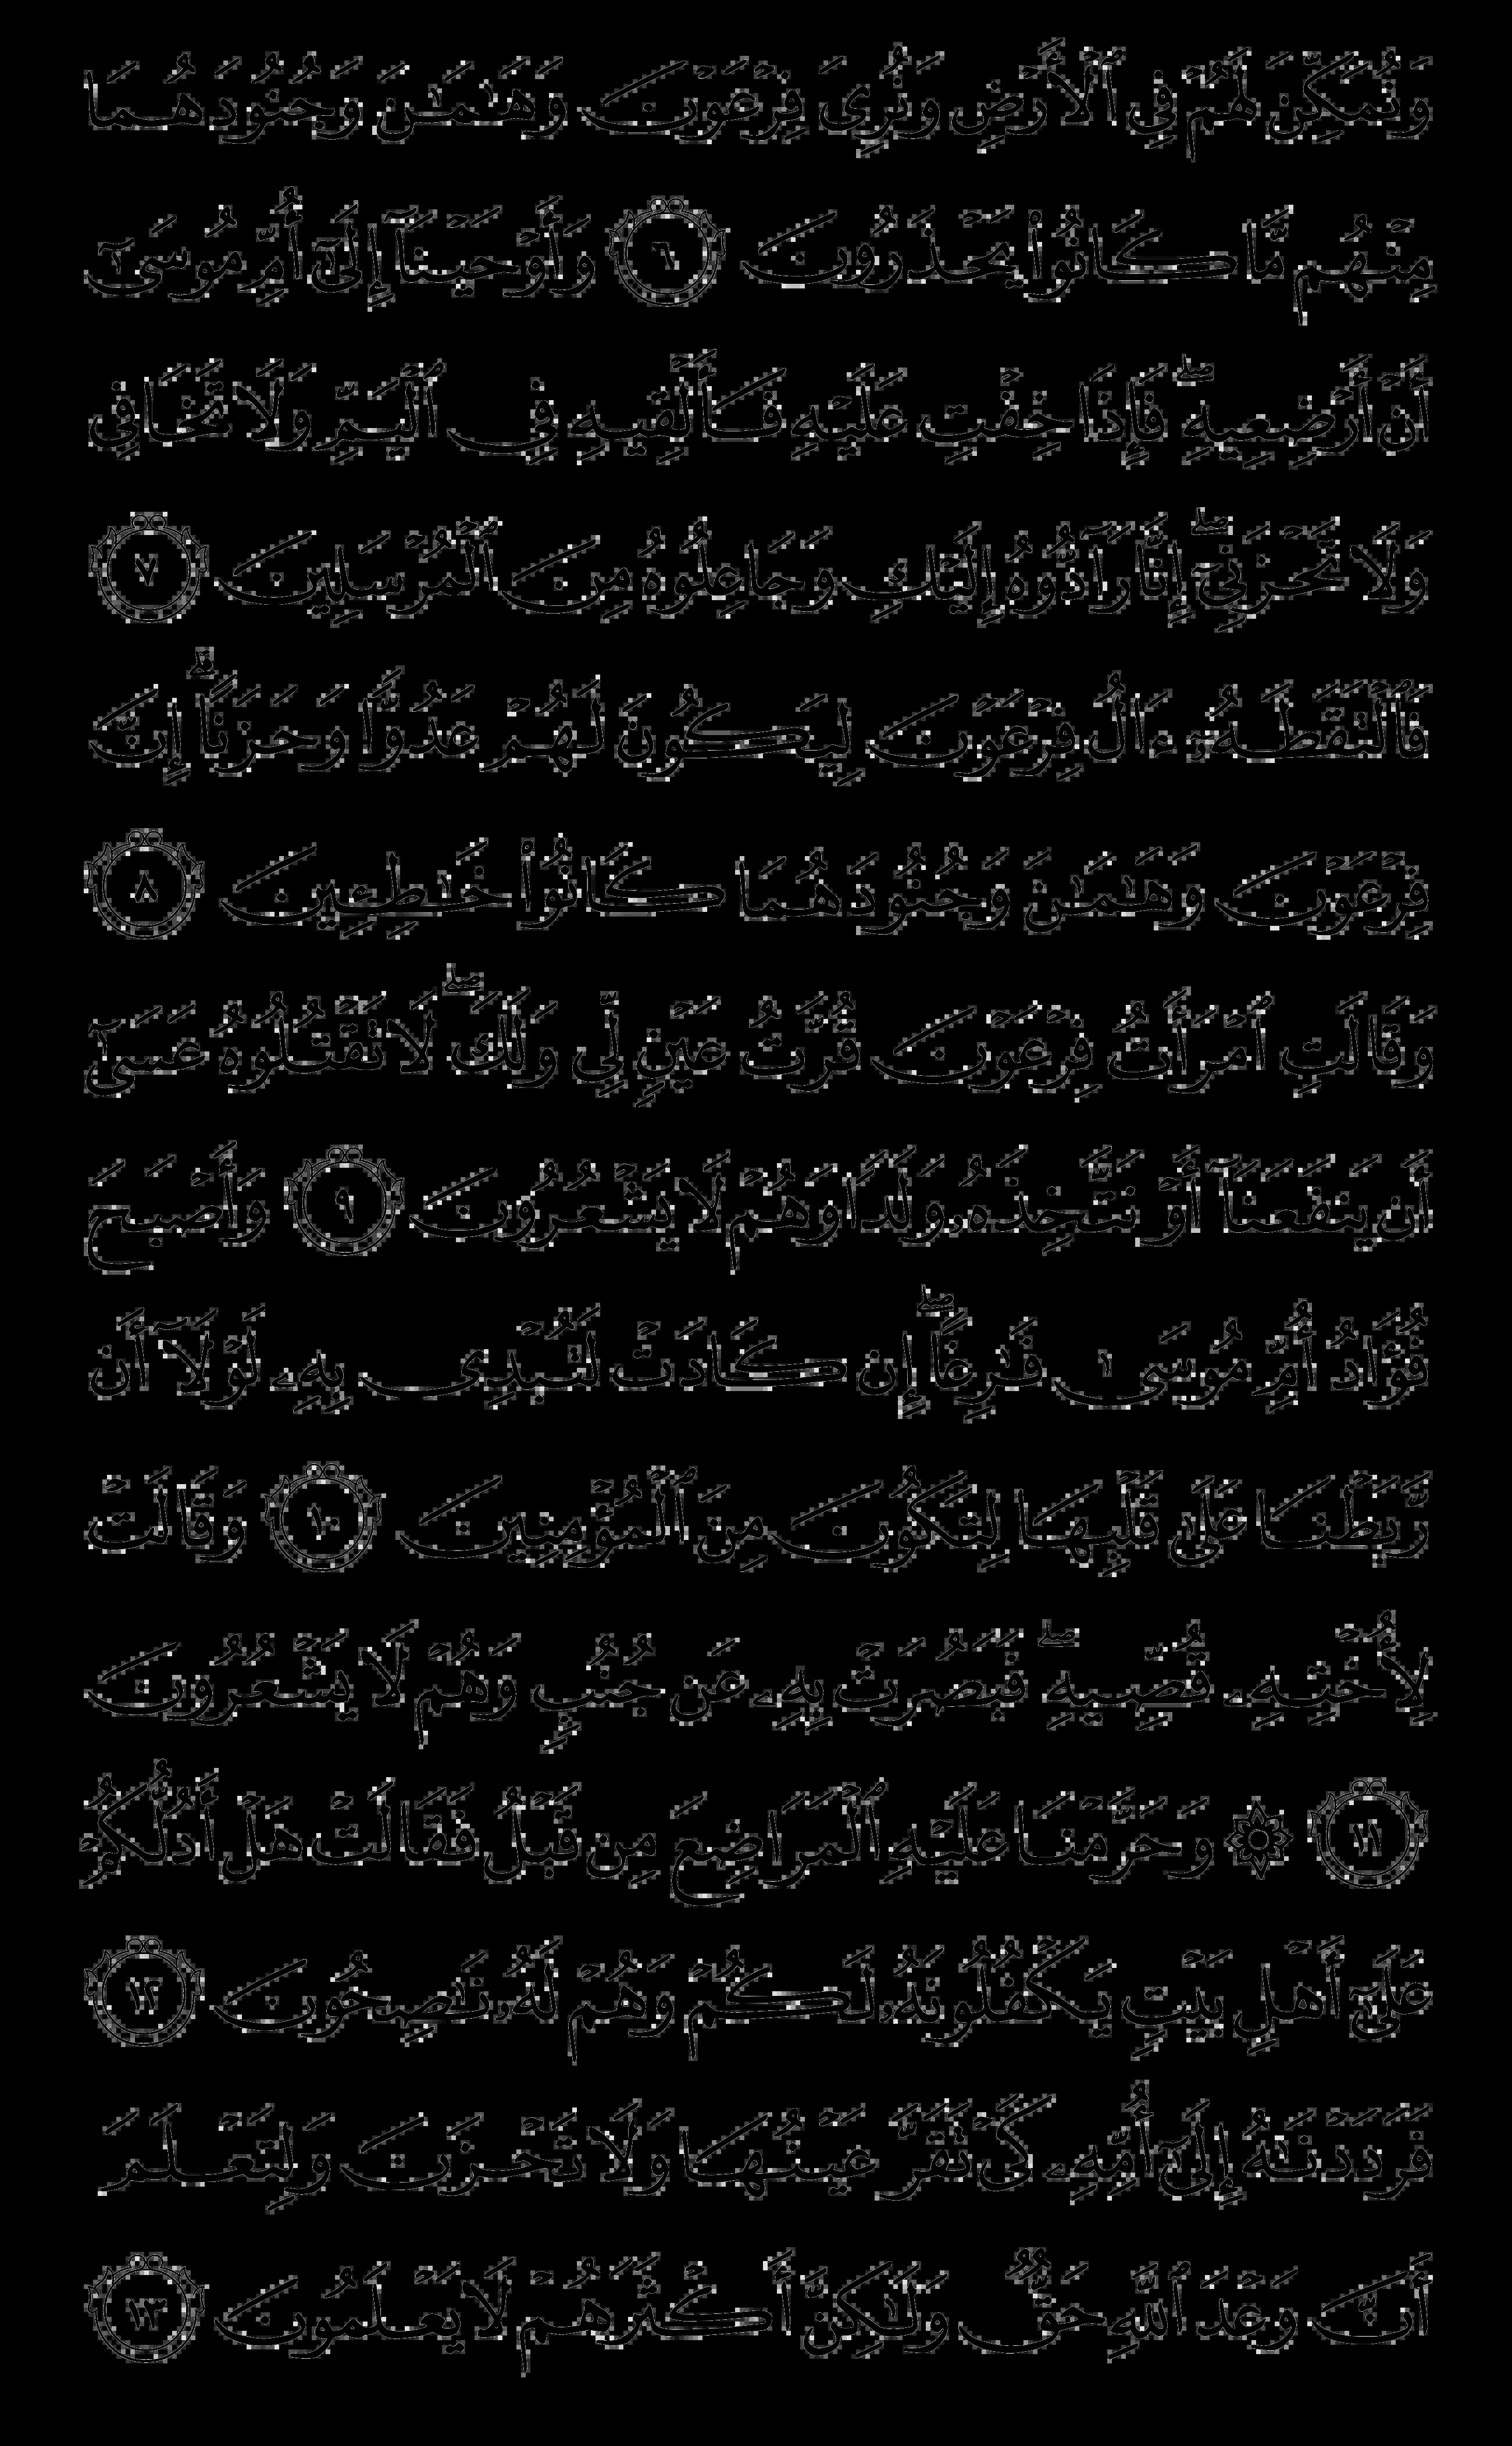 وَنُمَكِّنَ لَهُمْ فِي ٱلْأَرْضِ وَنُرِىَ فِرْعَوْنَ وَهَـٰمَـٰنَ وَجُنُودَهُمَا
مِنْهُم مَّا كَانُوا۟ يَحْذَرُونَ ٦ وَأَوْحَيْنَآ إِلَىٰٓ أُمِّ مُوسَىٰٓ
أَنْ أَرْضِعِيهِ ۖ فَإِذَا خِفْتِ عَلَيْهِ فَأَلْقِيهِ فِى ٱلْيَمِّ وَلَا تَخَافِى
وَلَا تَحْزَنِىٓ ۖ إِنَّا رَآدُّوهُ إِلَيْكِ وَجَاعِلُوهُ مِنَ ٱلْمُرْسَلِينَ ٧
فَٱلْتَقَطَهُۥٓ ءَالُ فِرْعَوْنَ لِيَكُونَ لَهُمْ عَدُوًّا وَحَزَنًا ۗ إِنَّ
فِرْعَوْنَ وَهَـٰمَـٰنَ وَجُنُودَهُمَا كَانُوا۟ خَـٰطِـِٔينَ ٨
وَقَالَتِ ٱمْرَأَتُ فِرْعَوْنَ قُرَّتُ عَيْنٍ لِّى وَلَكَ ۖ لَا تَقْتُلُوهُ عَسَىٰٓ
أَن يَنفَعَنَآ أَوْ نَتَّخِذَهُۥ وَلَدًا وَهُمْ لَا يَشْعُرُونَ ٩ وَأَصْبَحَ
فُؤَادُ أُمِّ مُوسَىٰ فَـٰرِغًا ۖ إِن كَادَتْ لَتُبْدِى بِهِۦ لَوْلَآ أَن
رَّبَطْنَا عَلَىٰ قَلْبِهَا لِتَكُونَ مِنَ ٱلْمُؤْمِنِينَ ١٠ وَقَالَتْ
لِأُخْتِهِۦ قُصِّيهِ ۖ فَبَصُرَتْ بِهِۦ عَن جُنُبٍ وَهُمْ لَا يَشْعُرُونَ
١١ ۞ وَحَرَّمْنَا عَلَيْهِ ٱلْمَرَاضِعَ مِن قَبْلُ فَقَالَتْ هَلْ أَدُلُّكُمْ
عَلَىٰٓ أَهْلِ بَيْتٍ يَكْفُلُونَهُۥ لَكُمْ وَهُمْ لَهُۥ نَـٰصِحُونَ ١٢
فَرَدَدْنَـٰهُ إِلَىٰٓ أُمِّهِۦ كَىْ تَقَرَّ عَيْنُهَا وَلَا تَحْزَنَ وَلِتَعْلَمَ
أَنَّ وَعْدَ ٱللَّهِ حَقٌّ وَلَـٰكِنَّ أَكْثَرَهُمْ لَا يَعْلَمُونَ ١٣